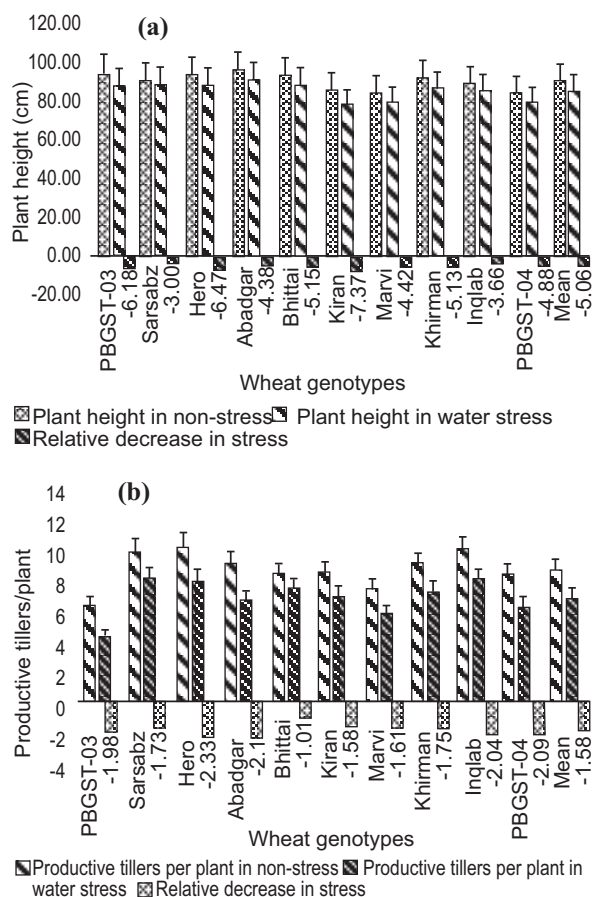 (a)
120.00
100.00
80.00
60.00
40.00
20.00
0.00
-20.00
Plant height (cm)
PBGST-03
-6.18
Sarsabz
-3.00
Hero
-6.47
Abadgar
-4.38
Bhittai
-5.15
Kiran
-7.37
Marvi
-4.42
Khirman
-5.13
Inqlab
-3.66
PBGST-04
-4.88
Mean
-5.06
Wheat genotypes
Plant height in non-stress Plant height in water stress
Relative decrease in stress
(b)
14
12
10
8
6
4
2
0
-2
-4
Productive tillers/plant
PBGST-03
-1.98
Sarsabz
-1.73
Hero
-2.33
Abadgar
-2.1
Bhittai
-1.01
Kiran
-1.58
Marvi
-1.61
Khirman
-1.75
Inqlab
-2.04
PBGST-04
-2.09
Mean
-1.58
Wheat genotypes
Productive tillers per plant in non-stress Productive tillers per plant in
water stress Relative decrease in stress